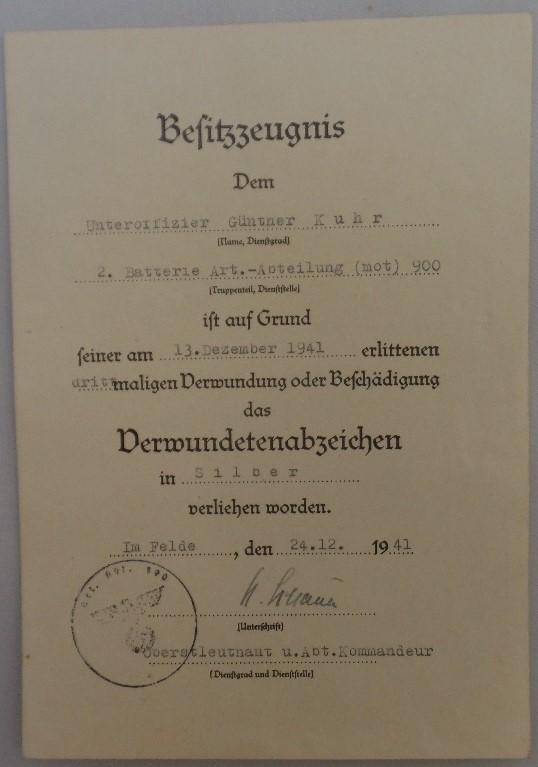 Besitzzeugnis
Dem
Unteroffizier Günther K u h r
(Name, Dienstgrad)
2. Batterie Art.-Abteilung (mot) 900
(Truppenteil, Dienststelle)
ist auf Grund
seiner am 13.Dezember 1941 erlittenen
dritt maligen Verwundung oder Beschädigung
das
Verwundetenabzeichen
in S i l b e r
verliehen worden.
Im Felde, den 24.12. 1941
(Unterschrift)
Oberstleutnant u.Abt.Kommandeur
(Dienstgrad und Dienststelle)